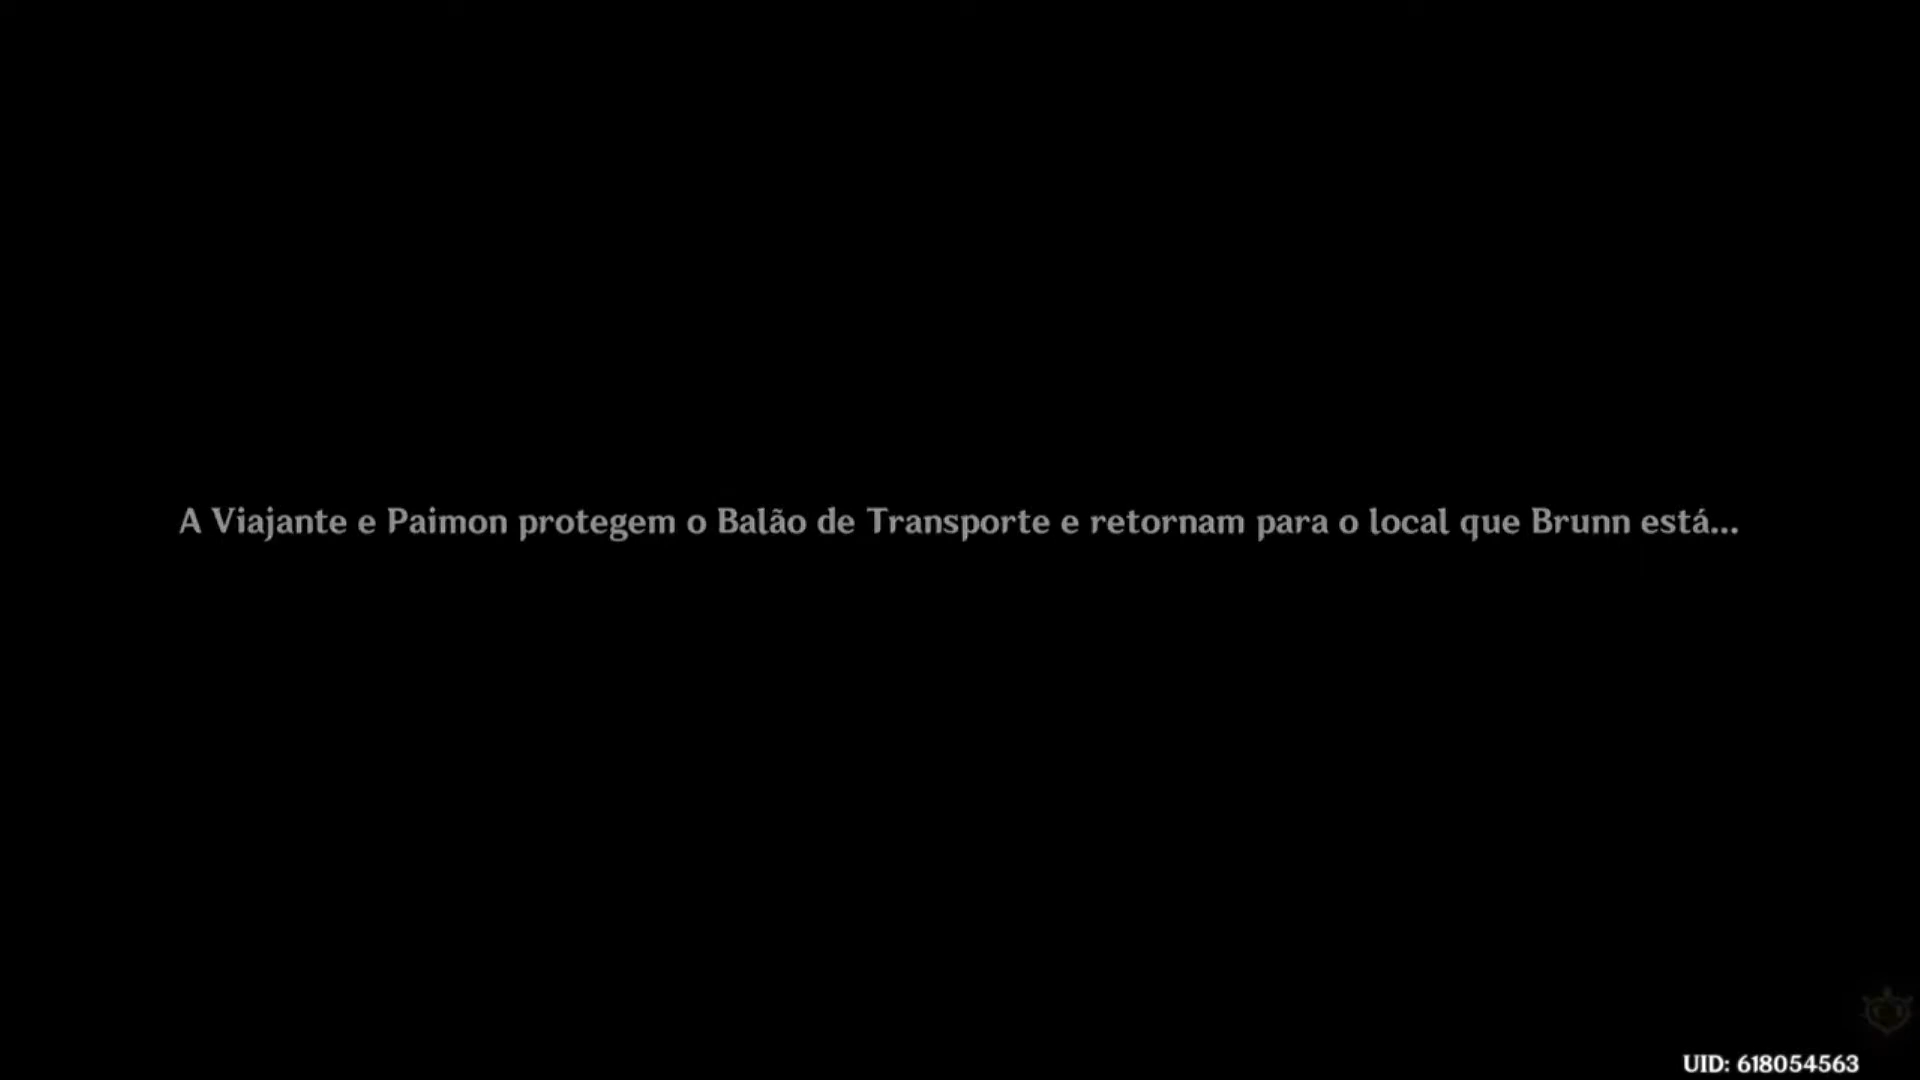 A Viajante e Paimon protegem o Balão de Transporte e retornam para o local que Brunn está...
UID: 618054563